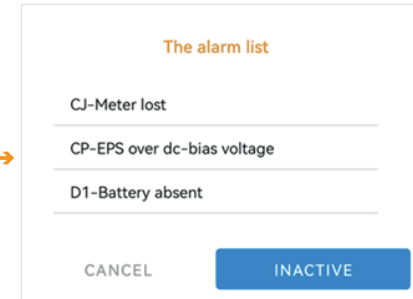 The alarm list
CJ-Meter lost
CP-EPS over dc-bias voltage
D1-Battery absent
CANCEL INACTIVE